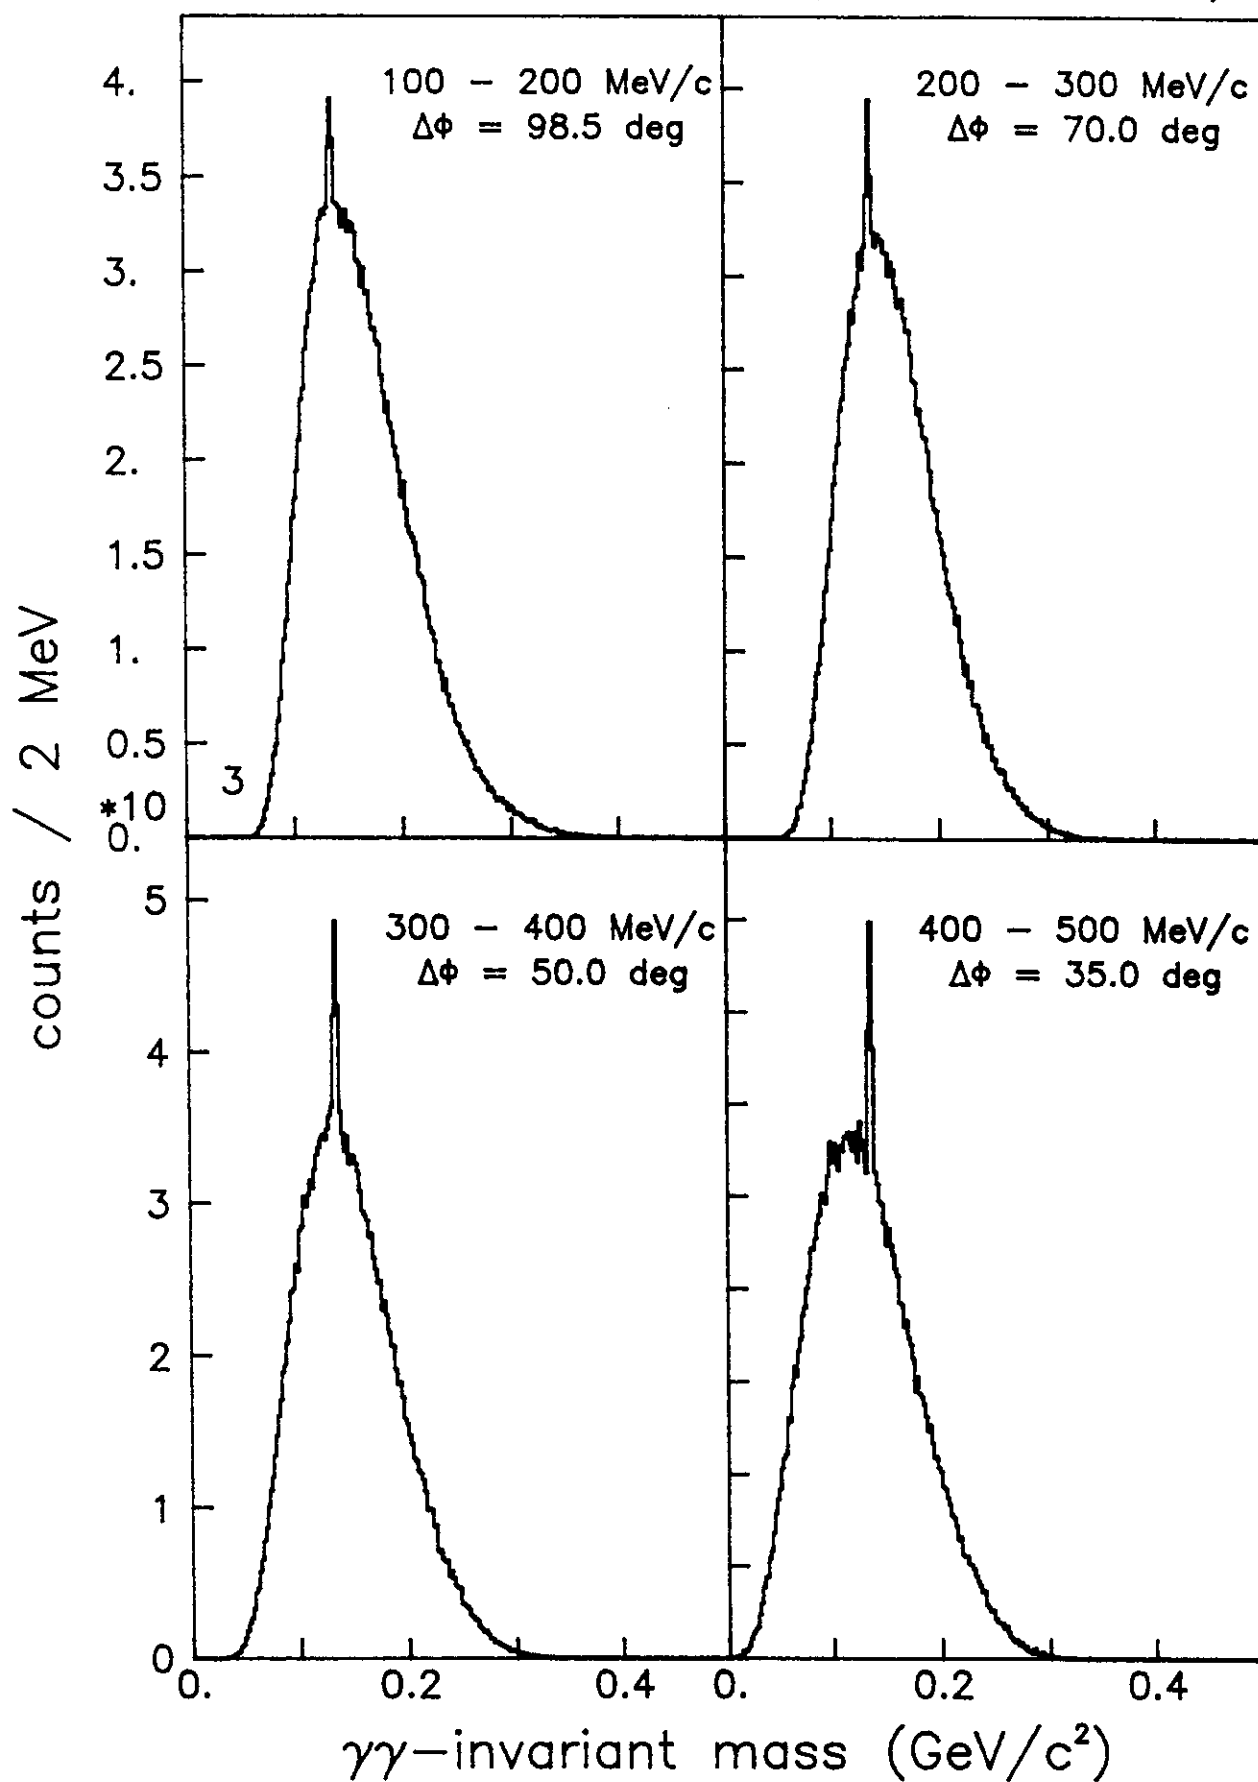 4.
3.5
3.
2.5
2.
1.5
1.
0.5
*10
3
0.
100 - 200 MeV/c
ΔΦ = 98.5 deg
200 - 300 MeV/c
ΔΦ = 70.0 deg
counts / 2 MeV
5
4
3
2
1
0
300 - 400 MeV/c
ΔΦ = 50.0 deg
400 - 500 MeV/c
ΔΦ = 35.0 deg
0. 0.2 0.4 0. 0.2 0.4
γγ-invariant mass (GeV/c²)